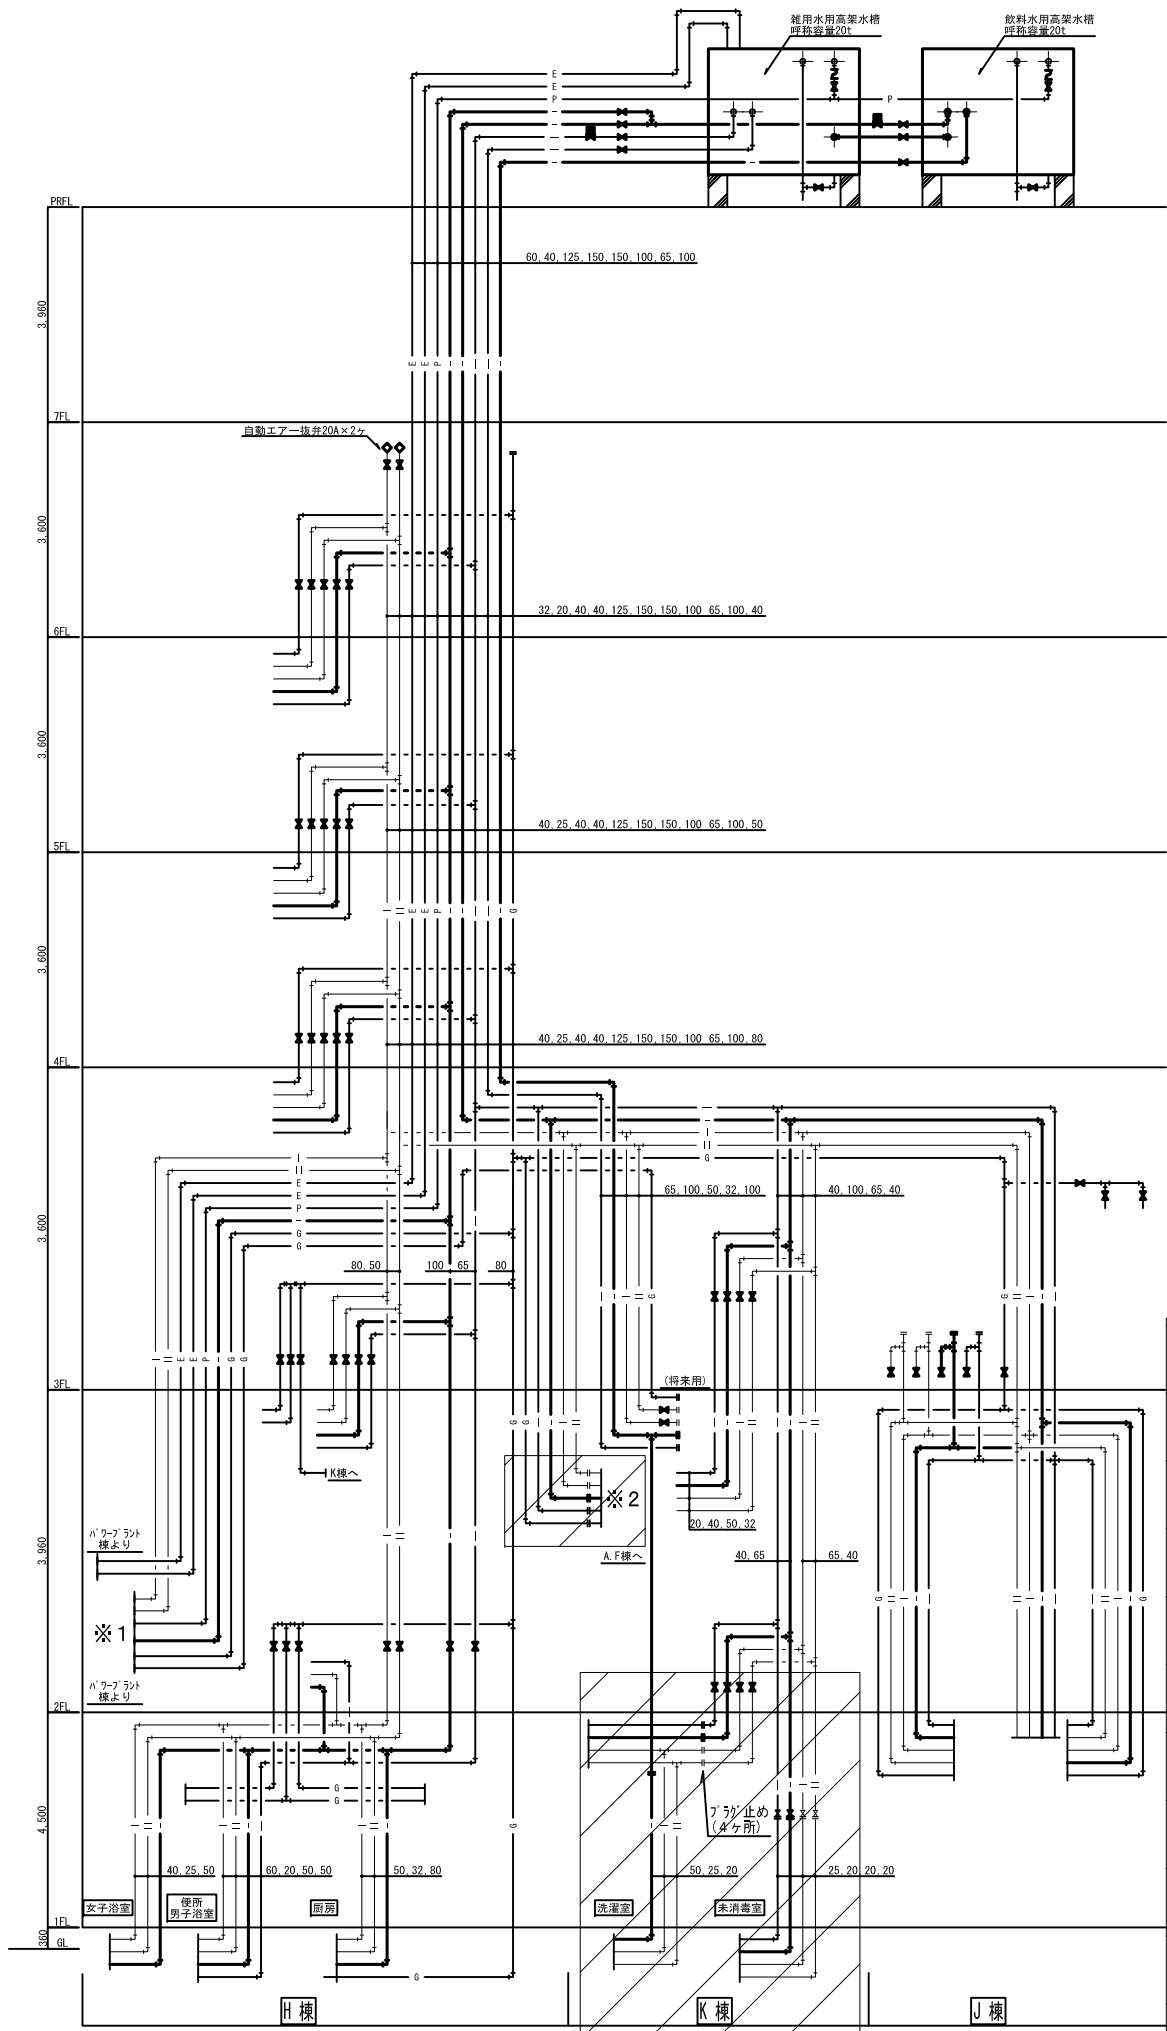 雑用水用高架水槽
呼称容量20t
飲料水用高架水槽
呼称容量20t
E
E
P
P
PRFL
60,40,125,150,150,100,65,100
3,960
E E P
7FL
自動エアー抜弁20A×2ヶ
3,600
32,20,40,40,125,150,150,100 65,100,40
6FL
3,600
40,25,40,40,125,150,150,100 65,100,50
5FL
E E P G
3,600
40,25,40,40,125,150,150,100 65,100,80
4FL
G
E
E
P
G
G
65,100,50,32,100
40,100,65,40
3,600
80,50
100 65
80
G
G
E E P G G
(将来用)
3FL
G G
K棟へ
※2
20,40,50,32
パワープラント
棟より
3,960
A.F棟へ
40,65
65,40
G
G
※1
パワープラント
棟より
2FL
G
G
プラグ止め
(4ヶ所)
4,500
G
40,25,50
60,20,50,50
50,32,80
50,25,20
25,20,20,20
女子浴室
便所
男子浴室
厨房
洗濯室
未消毒室
1FL
360
GL
G
H 棟
K 棟
J 棟